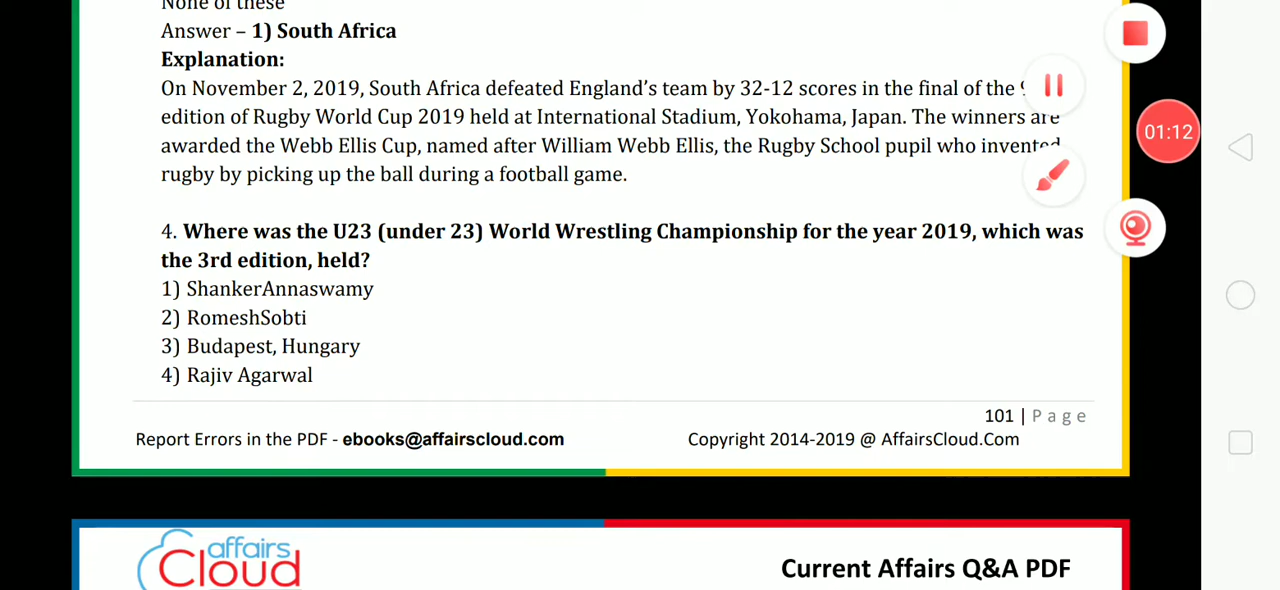 None of these
Answer – 1) South Africa
Explanation:
On November 2, 2019, South Africa defeated England's team by 32-12 scores in the final of the
edition of Rugby World Cup 2019 held at International Stadium, Yokohama, Japan. The winners are
awarded the Webb Ellis Cup, named after William Webb Ellis, the Rugby School pupil who invented
rugby by picking up the ball during a football game.
4. Where was the U23 (under 23) World Wrestling Championship for the year 2019, which was
the 3rd edition, held?
1) ShankerAnnaswamy
2) RomeshSobti
3) Budapest, Hungary
4) Rajiv Agarwal
101 | Page
Report Errors in the PDF - ebooks@affairscloud.com
Copyright 2014-2019 @ AffairsCloud.Com
affairs
Cloud
Current Affairs Q&A PDF
01:12